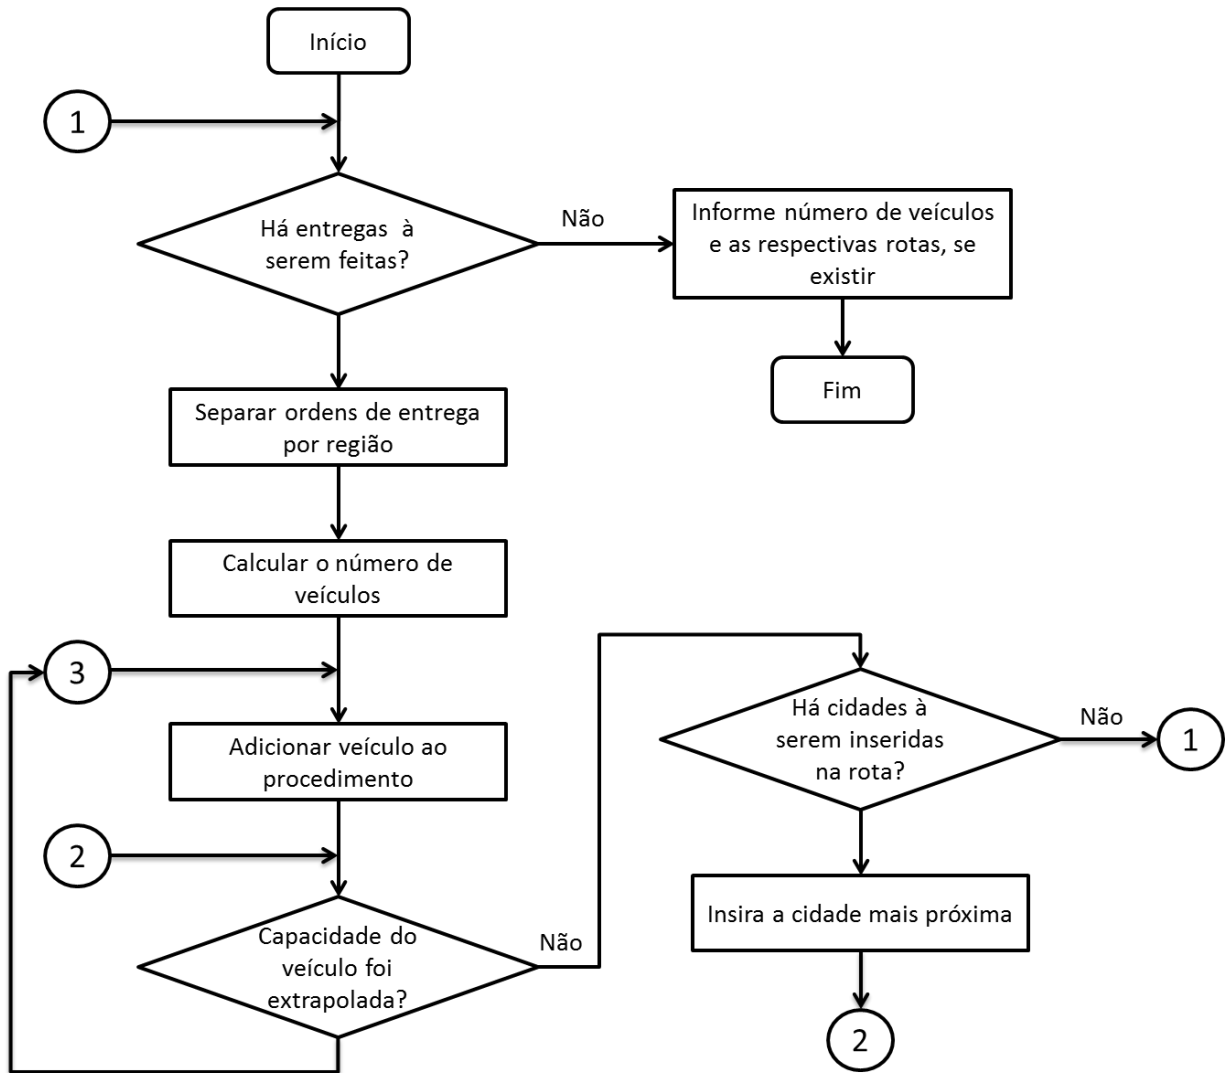 Início
1
Há entregas à
serem feitas?
Não
Informe número de veículos
e as respectivas rotas, se
existir
Fim
Separar ordens de entrega
por região
Calcular o número de
veículos
3
Adicionar veículo ao
procedimento
2
Capacidade do
veículo foi
extrapolada?
Não
Há cidades à
serem inseridas
na rota?
Não
1
Insira a cidade mais próxima
2